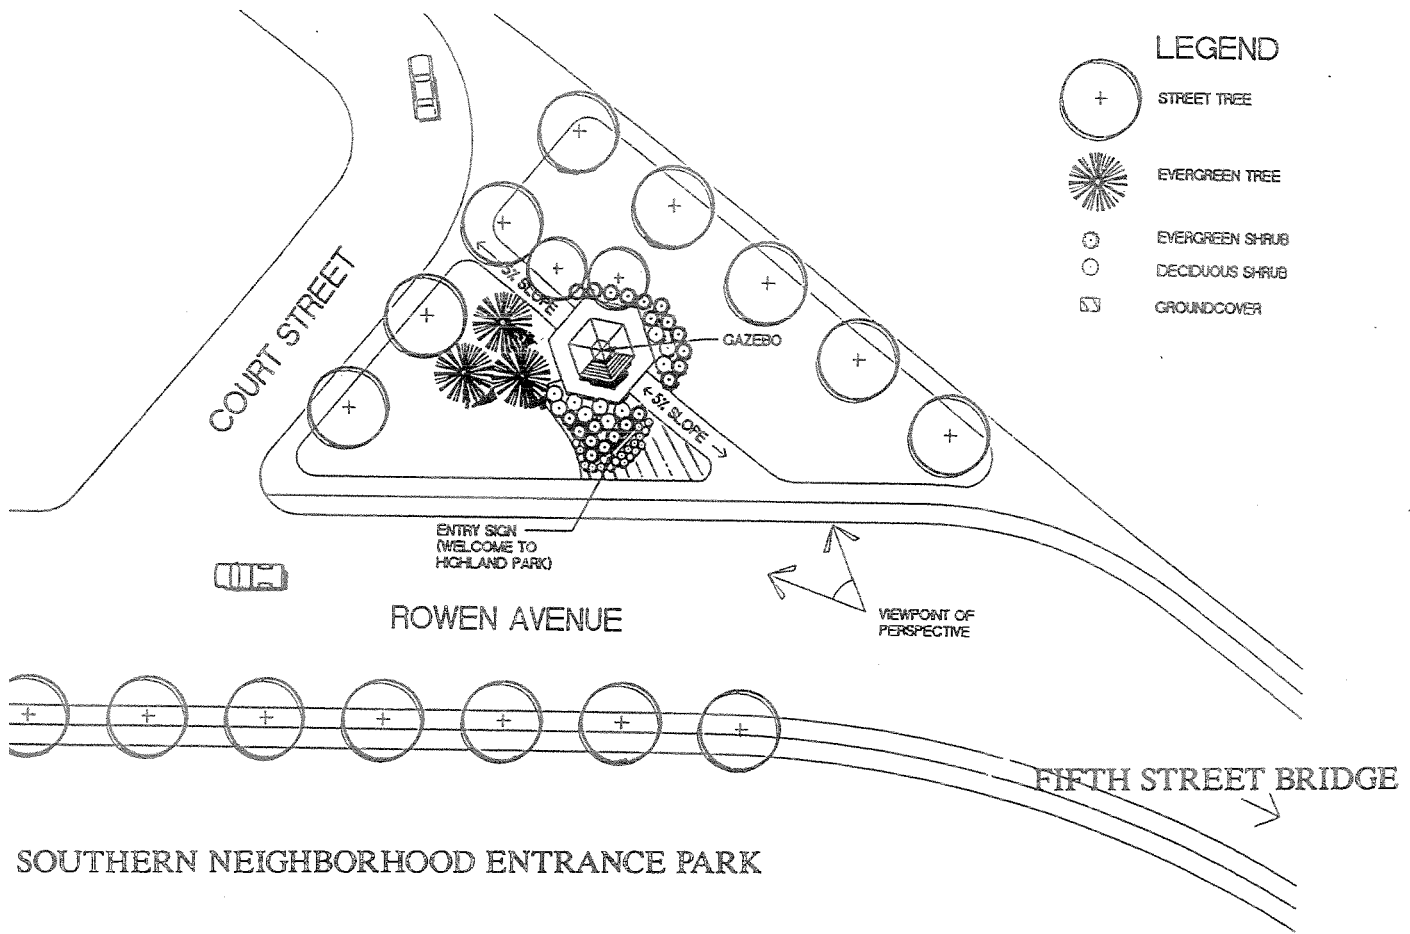 LEGEND
STREET TREE
EVERGREEN TREE
EVERGREEN SHRUB
DECIDUOUS SHRUB
GROUNDCOVER
COURT STREET
5% SLOPE
GAZEBO
5% SLOPE
ENTRY SIGN
(WELCOME TO
HIGHLAND PARK)
ROWEN AVENUE
VIEWPOINT OF
PERSPECTIVE
FIFTH STREET BRIDGE
SOUTHERN NEIGHBORHOOD ENTRANCE PARK